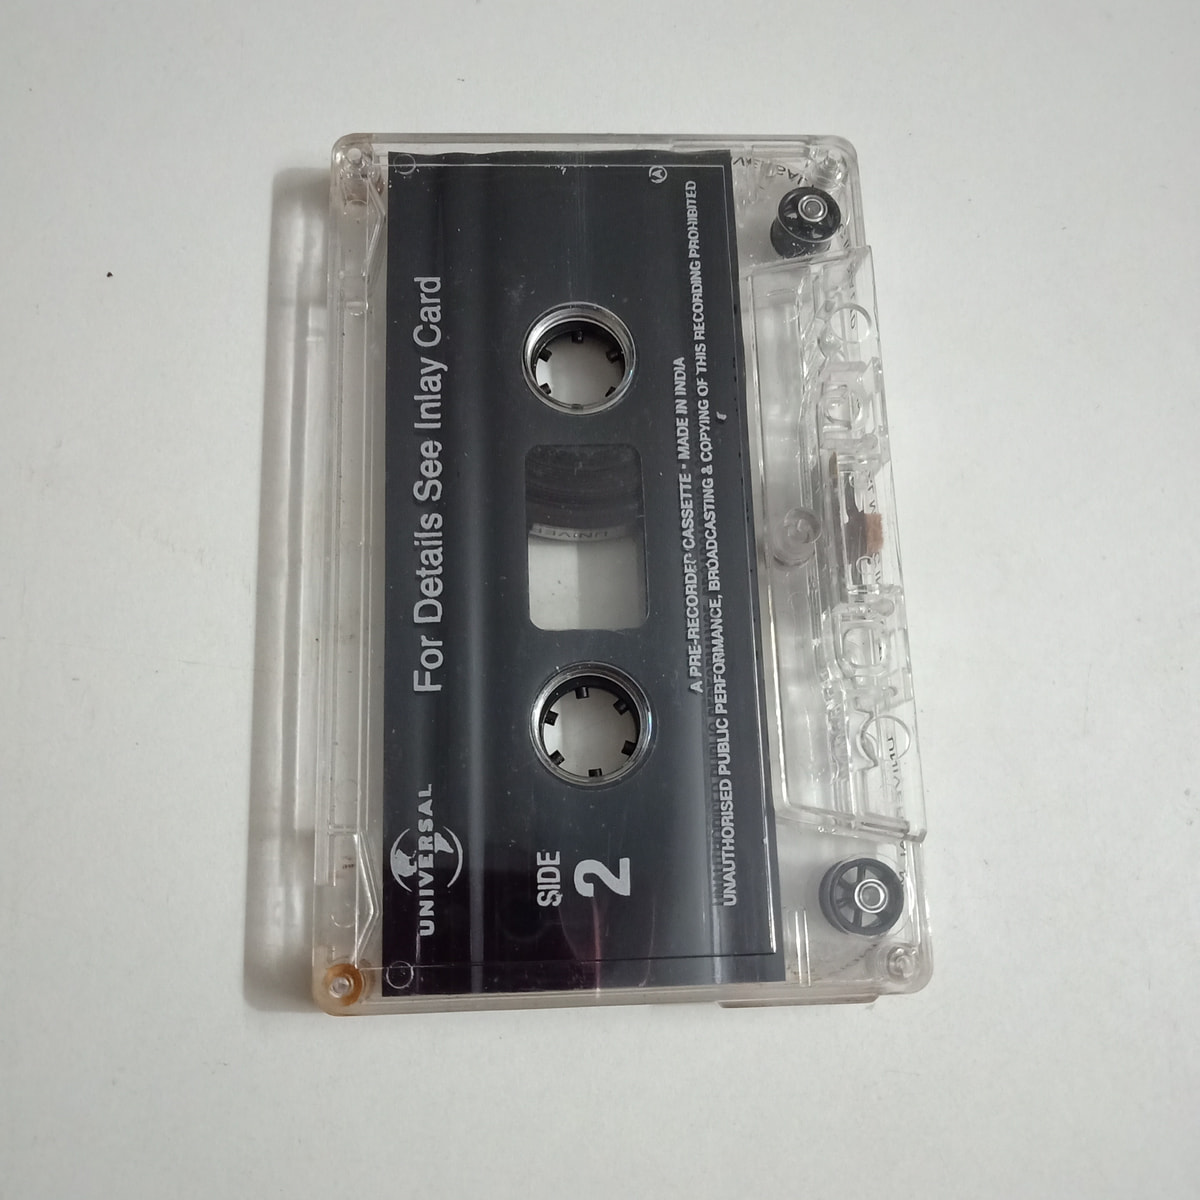 UNIVERSAL
For Details See Inlay Card
SIDE
2
A PRE-RECORDED CASSETTE • MADE IN INDIA
UNAUTHORISED PUBLIC PERFORMANCE, BROADCASTING & COPYING OF THIS RECORDING PROHIBITED